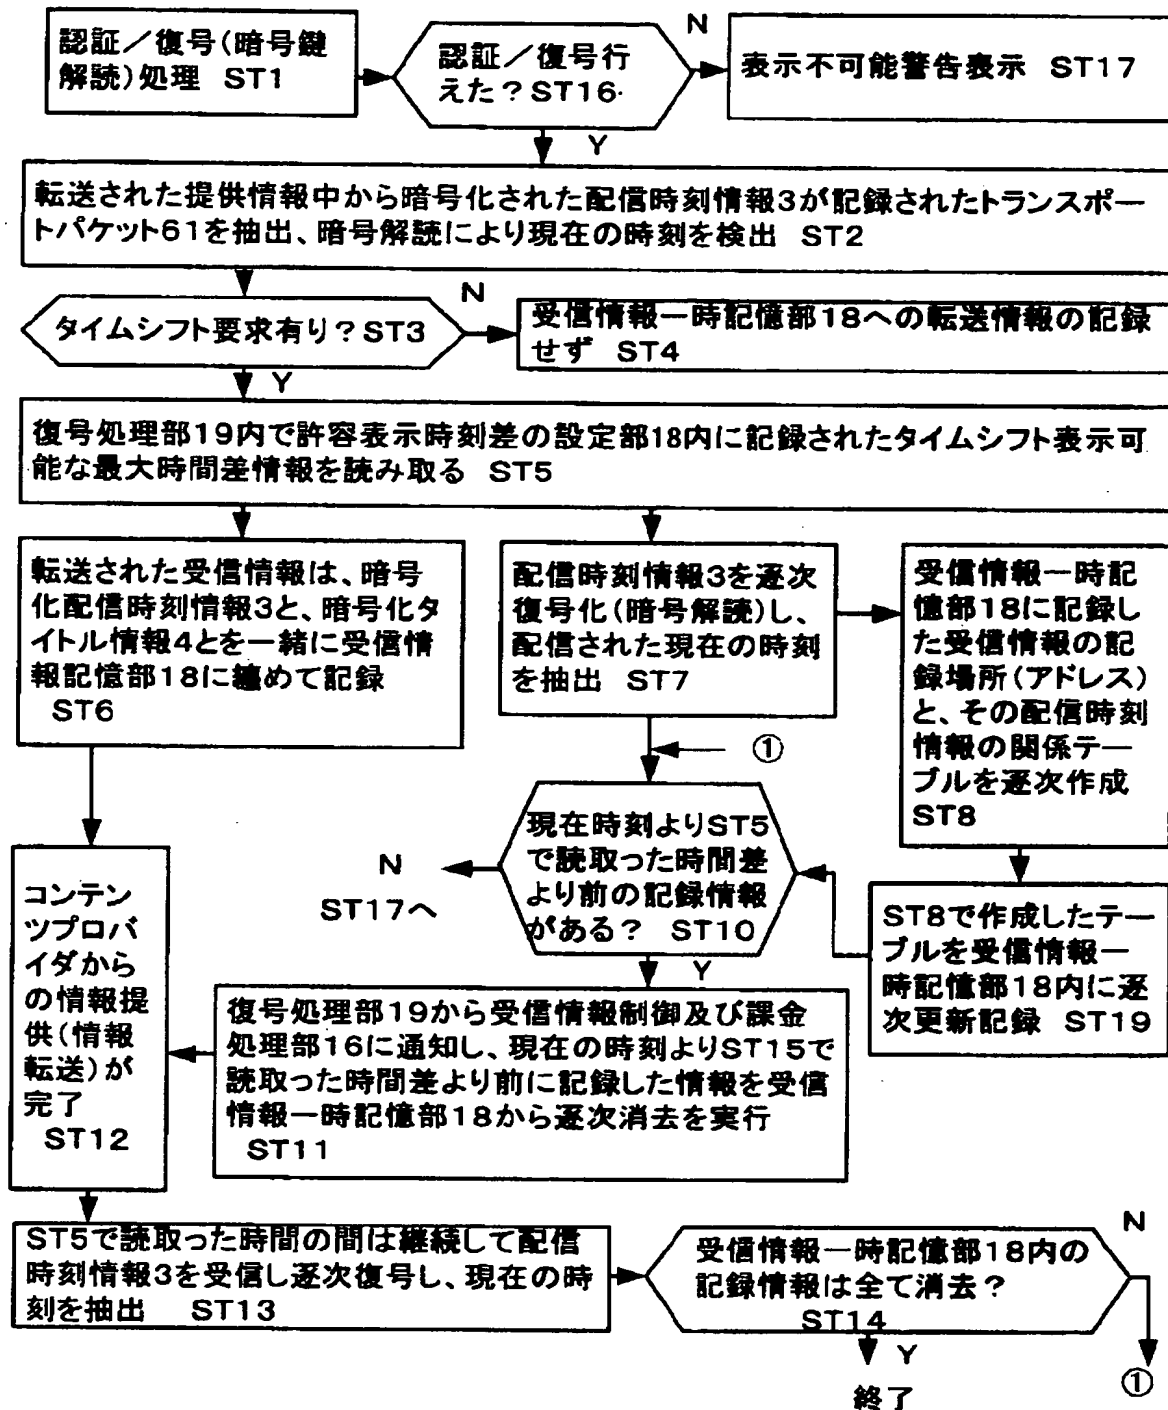 認証／復号(暗号鍵
解読)処理 ST1
認証／復号行
えた？ST16
N
表示不可能警告表示 ST17
Y
転送された提供情報中から暗号化された配信時刻情報3が記録されたトランスポー
トパケット61を抽出、暗号解読により現在の時刻を検出 ST2
タイムシフト要求有り？ST3
N
受信情報一時記憶部18への転送情報の記録
せず ST4
Y
復号処理部19内で許容表示時刻差の設定部18内に記録されたタイムシフト表示可
能な最大時間差情報を読み取る ST5
転送された受信情報は、暗号
化配信時刻情報3と、暗号化タ
イトル情報4とを一緒に受信情
報記憶部18に纏めて記録
ST6
配信時刻情報3を逐次
復号化(暗号解読)し、
配信された現在の時刻
を抽出 ST7
受信情報一時記
憶部18に記録し
た受信情報の記
録場所(アドレス)
と、その配信時刻
情報の関係テー
ブルを逐次作成
ST8
①
現在時刻よりST5
で読取った時間差
より前の記録情報
がある？ ST10
N
ST17へ
Y
ST8で作成したテー
ブルを受信情報一
時記憶部18内に逐
次更新記録 ST19
コンテン
ツプロバ
イダから
の情報提
供(情報
転送)が
完了
ST12
復号処理部19から受信情報制御及び課金
処理部16に通知し、現在の時刻よりST15で
読取った時間差より前に記録した情報を受信
情報一時記憶部18から逐次消去を実行
ST11
ST5で読取った時間の間は継続して配信
時刻情報3を受信し逐次復号し、現在の時
刻を抽出 ST13
受信情報一時記憶部18内の
記録情報は全て消去？
ST14
N
Y
終了
①